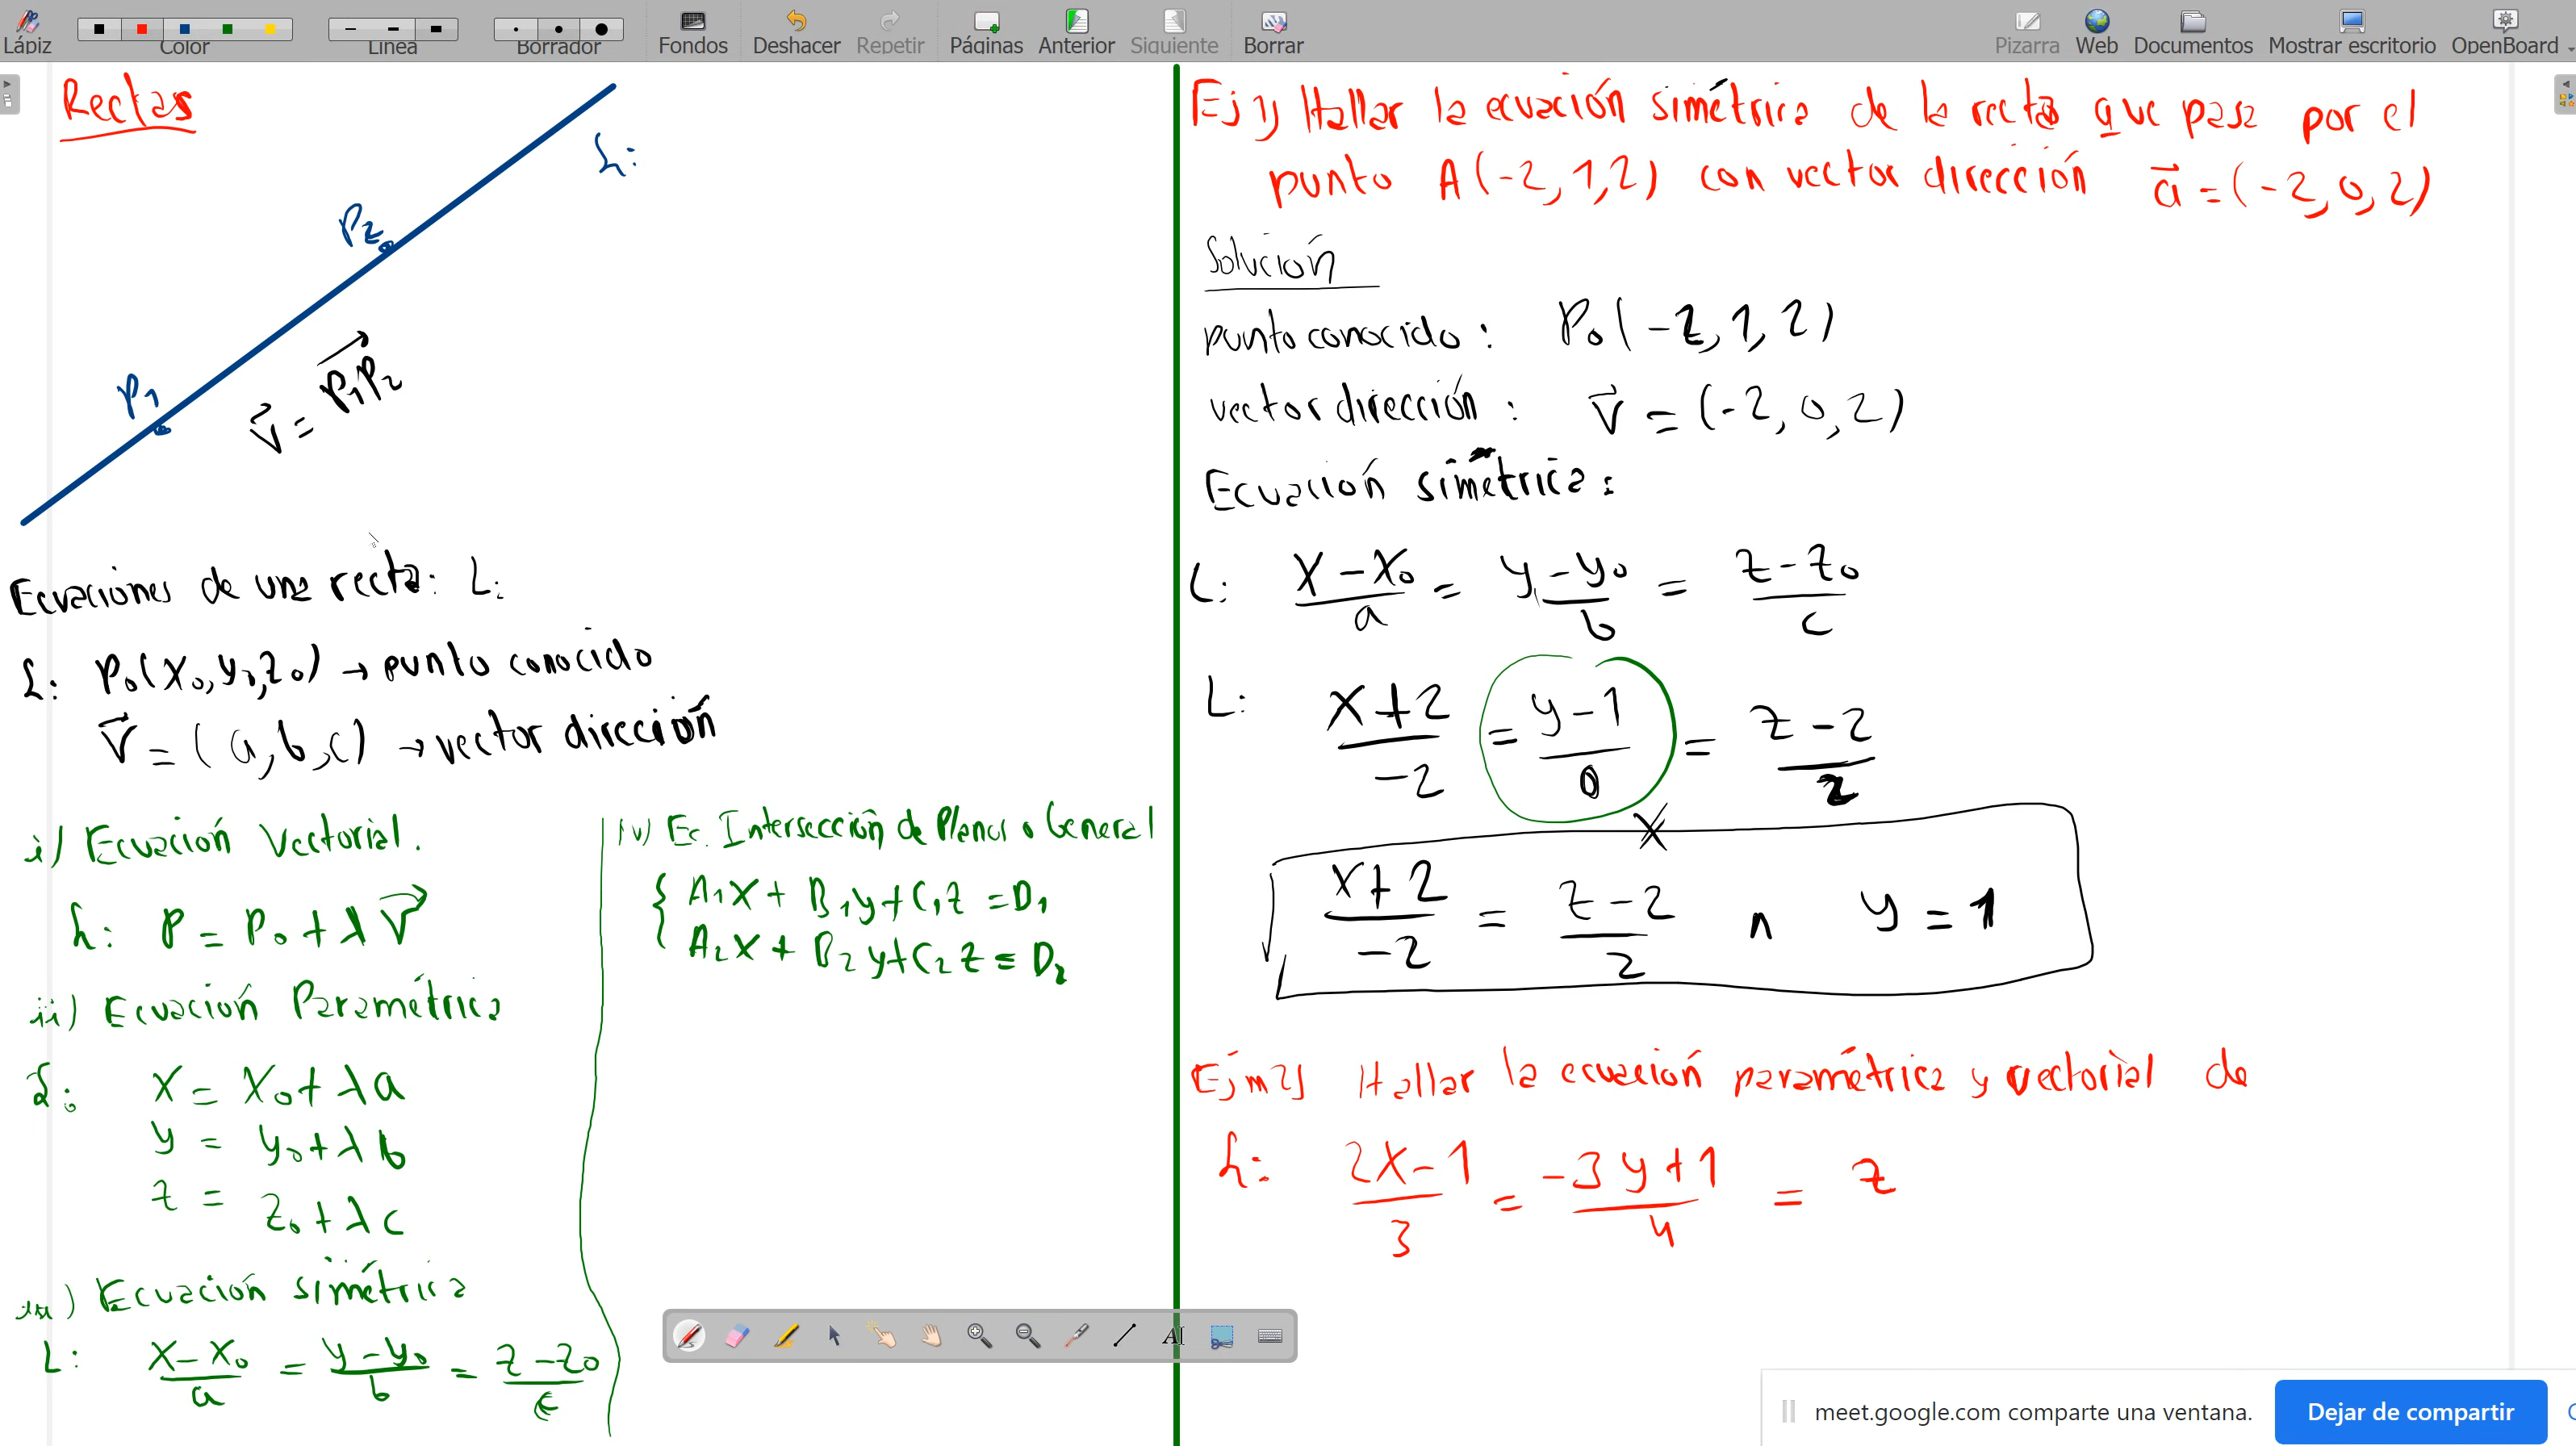 Lápiz Color Línea Borrador Fondos Deshacer Repetir Páginas Anterior Siguiente Borrar Pizarra Web Documentos Mostrar escritorio OpenBoard
Rectas
L:
P2
P1
V⃗ = P1P2
Ecuaciones de una recta: L:
L: P0(x0,y0,z0) → punto conocido
V⃗ = (a,b,c) → vector dirección
i) Ecuación Vectorial.
L: P = P0 + λV⃗
ii) Ecuación Paramétrica
L: x = x0 + λa
y = y0 + λb
z = z0 + λc
iii) Ecuación simétrica
L: (x-x0)/a = (y-y0)/b = (z-z0)/c
iv) Ec. Intersección de Planos o General
{ A1x + B1y + C1z = D1
A2x + B2y + C2z = D2
Ej 1) Hallar la ecuación simétrica de la recta que pasa por el
punto A(-2,1,2) con vector dirección a⃗ = (-2,0,2)
Solución
punto conocido: P0(-2,1,2)
vector dirección: V⃗ = (-2,0,2)
Ecuación simétrica:
L: (x-x0)/a = (y-y0)/b = (z-z0)/c
L: (x+2)/-2 = (y-1)/0 = (z-2)/2
x
(x+2)/-2 = (z-2)/2 ∧ y = 1
Ejm 2) Hallar la ecuación paramétrica y vectorial de
L: (2x-1)/3 = (-3y+1)/4 = z
meet.google.com comparte una ventana. Dejar de compartir